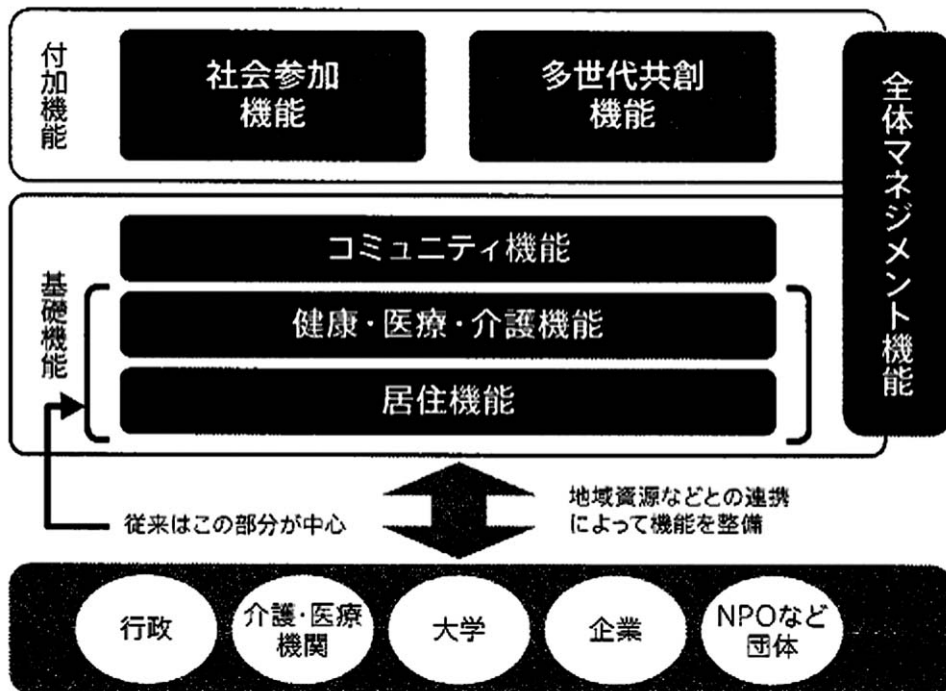 付加機能
社会参加
機能
多世代共創
機能
全体マネジメント機能
基礎機能
コミュニティ機能
健康・医療・介護機能
居住機能
従来はこの部分が中心
地域資源などとの連携
によって機能を整備
行政
介護・医療
機関
大学
企業
NPOなど
団体